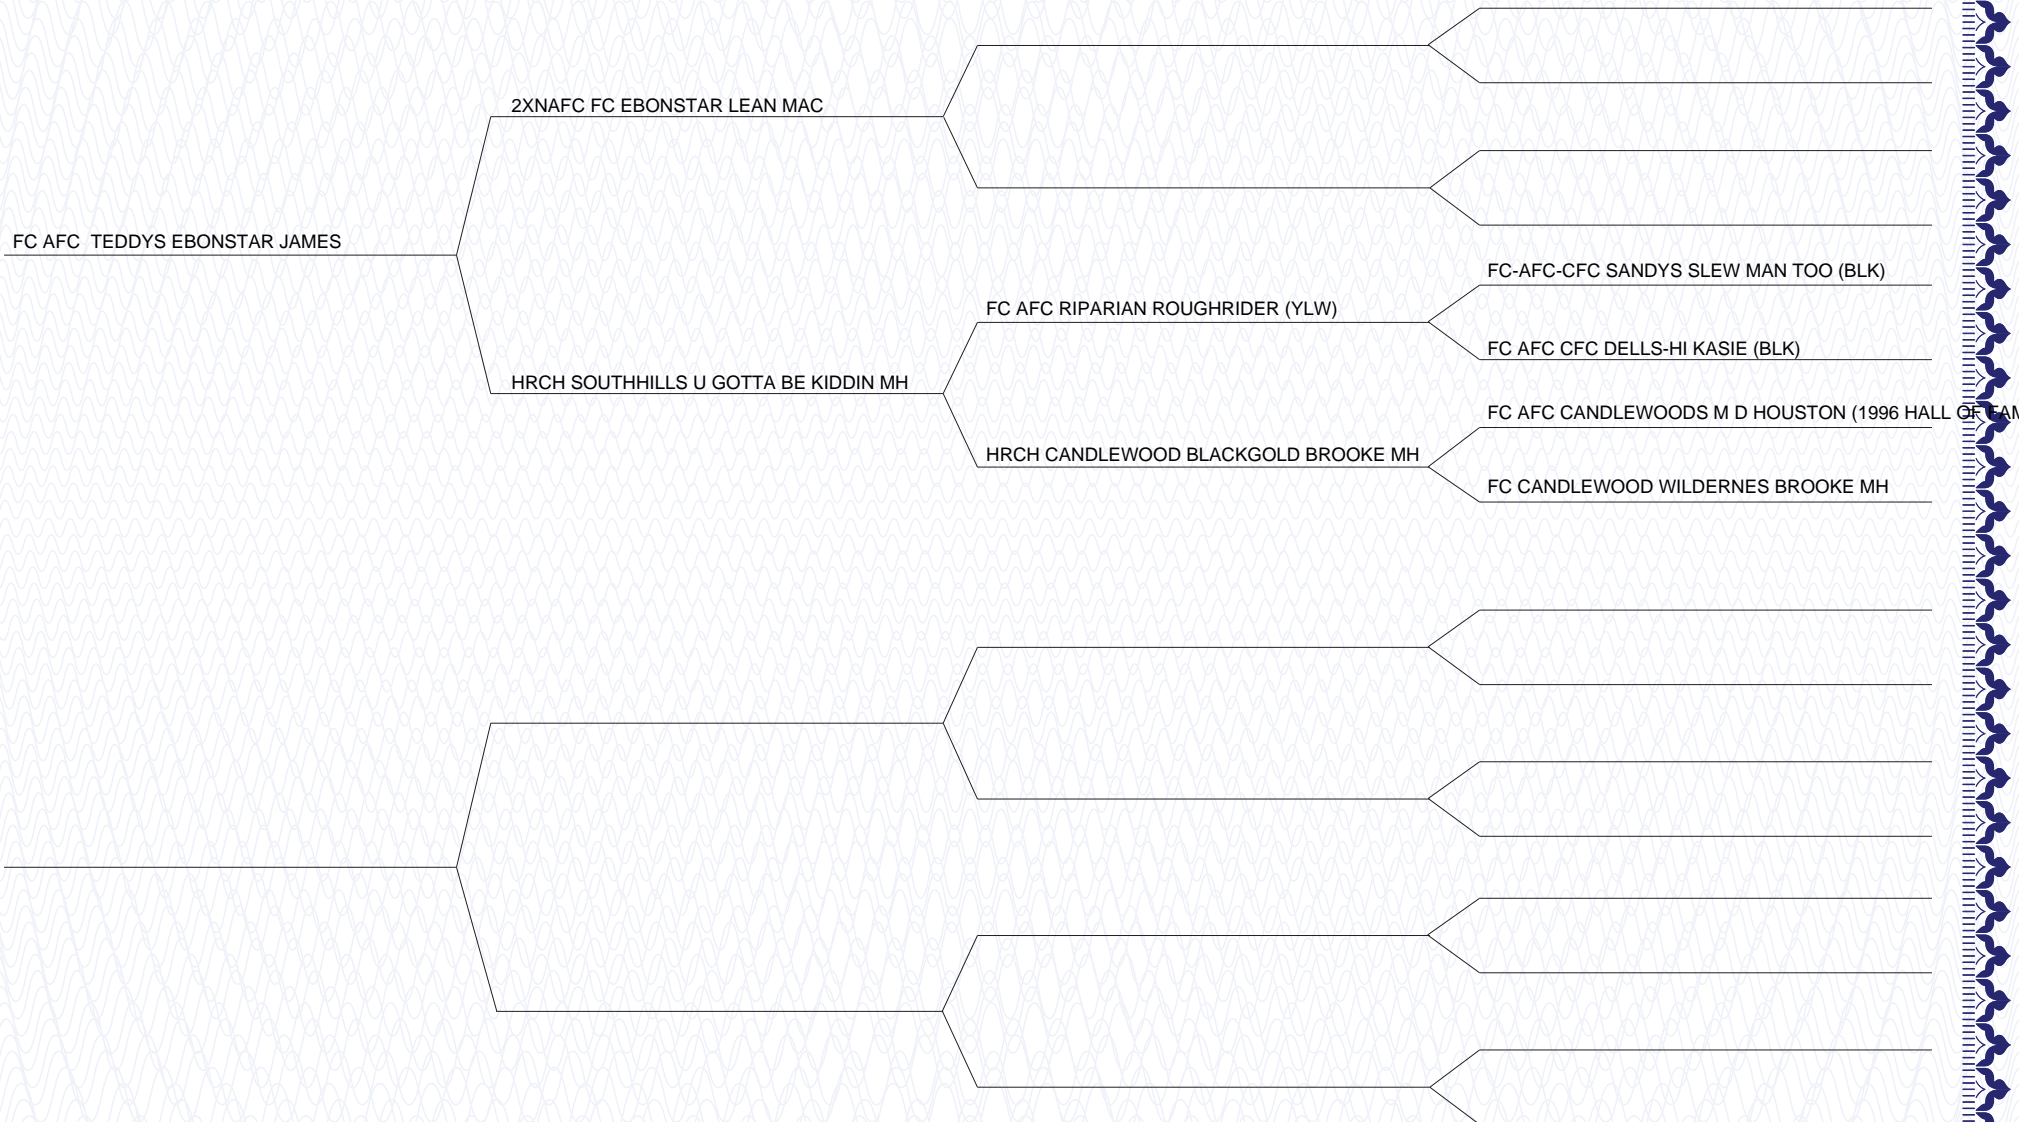 2XNAFC FC EBONSTAR LEAN MAC
FC AFC  TEDDYS EBONSTAR JAMES
FC-AFC-CFC SANDYS SLEW MAN TOO (BLK)
FC AFC RIPARIAN ROUGHRIDER (YLW)
FC AFC CFC DELLS-HI KASIE (BLK)
HRCH SOUTHHILLS U GOTTA BE KIDDIN MH
FC AFC CANDLEWOODS M D HOUSTON (1996 HALL OF FAM
HRCH CANDLEWOOD BLACKGOLD BROOKE MH
FC CANDLEWOOD WILDERNES BROOKE MH